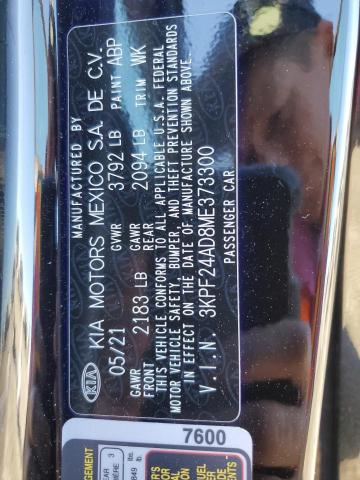 MANUFACTURED BY
KIA KIA MOTORS MEXICO S.A. DE C.V.
05/21 GVWR 3792 LB PAINT ABP
GAWR FRONT 2183 LB GAWR REAR 2094 LB TRIM WK
THIS VEHICLE CONFORMS TO ALL APPLICABLE U.S.A. FEDERAL
MOTOR VEHICLE SAFETY, BUMPER, AND THEFT PREVENTION STANDARDS
IN EFFECT ON THE DATE OF MANUFACTURE SHOWN ABOVE.
V.I.N. 3KPF24AD8ME373300
PASSENGER CAR
7600